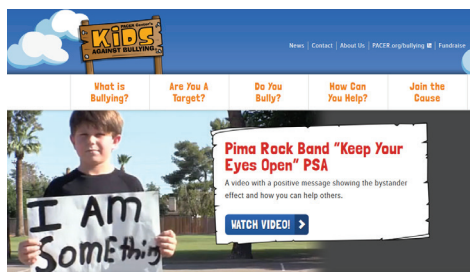 PACER Center's
KiDS
AGAINST BULLYING
News | Contact | About Us | PACER.org/bullying | Fundraise
What is Bullying?
Are You A Target?
Do You Bully?
How Can You Help?
Join the Cause
Pima Rock Band "Keep Your
Eyes Open" PSA
A video with a positive message showing the bystander
effect and how you can help others.
WATCH VIDEO!
I AM
SOMEthin